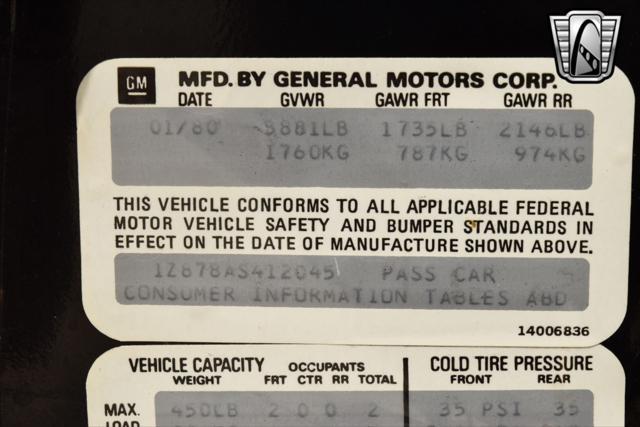 GM MFD. BY GENERAL MOTORS CORP.
DATE GVWR GAWR FRT GAWR RR
01/80 3881LB 1735LB 2146LB
1760KG 787KG 974KG
THIS VEHICLE CONFORMS TO ALL APPLICABLE FEDERAL
MOTOR VEHICLE SAFETY AND BUMPER STANDARDS IN
EFFECT ON THE DATE OF MANUFACTURE SHOWN ABOVE.
1Z878AS412045 PASS CAR
CONSUMER INFORMATION TABLES ABD
14006836
VEHICLE CAPACITY OCCUPANTS COLD TIRE PRESSURE
WEIGHT FRT CTR RR TOTAL FRONT REAR
MAX. 450LB 2 0 0 2 35 PSI 35
LOAD